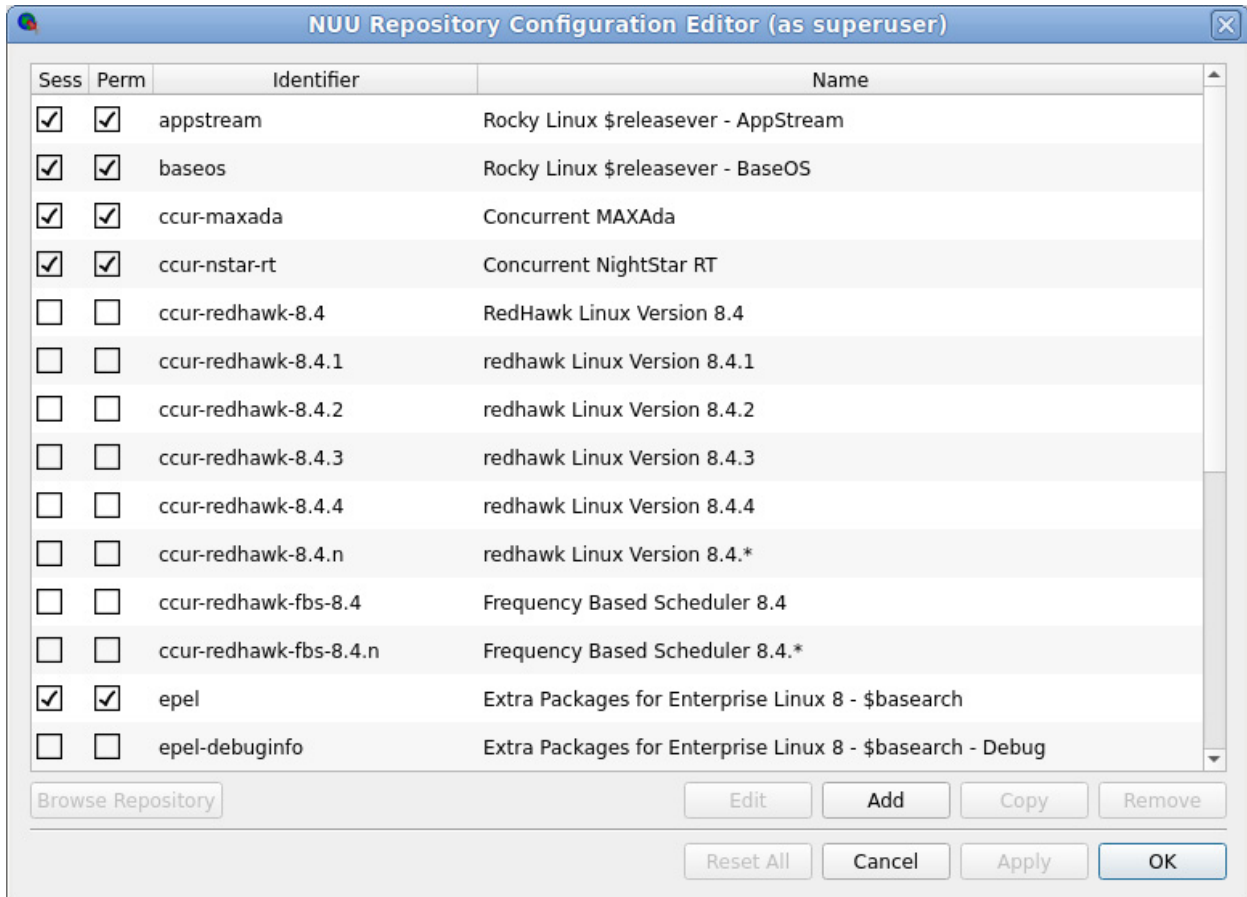 NUU Repository Configuration Editor (as superuser)
Sess Perm Identifier Name
appstream Rocky Linux $releasever - AppStream
baseos Rocky Linux $releasever - BaseOS
ccur-maxada Concurrent MAXAda
ccur-nstar-rt Concurrent NightStar RT
ccur-redhawk-8.4 RedHawk Linux Version 8.4
ccur-redhawk-8.4.1 redhawk Linux Version 8.4.1
ccur-redhawk-8.4.2 redhawk Linux Version 8.4.2
ccur-redhawk-8.4.3 redhawk Linux Version 8.4.3
ccur-redhawk-8.4.4 redhawk Linux Version 8.4.4
ccur-redhawk-8.4.n redhawk Linux Version 8.4.*
ccur-redhawk-fbs-8.4 Frequency Based Scheduler 8.4
ccur-redhawk-fbs-8.4.n Frequency Based Scheduler 8.4.*
epel Extra Packages for Enterprise Linux 8 - $basearch
epel-debuginfo Extra Packages for Enterprise Linux 8 - $basearch - Debug
Browse Repository Edit Add Copy Remove
Reset All Cancel Apply OK